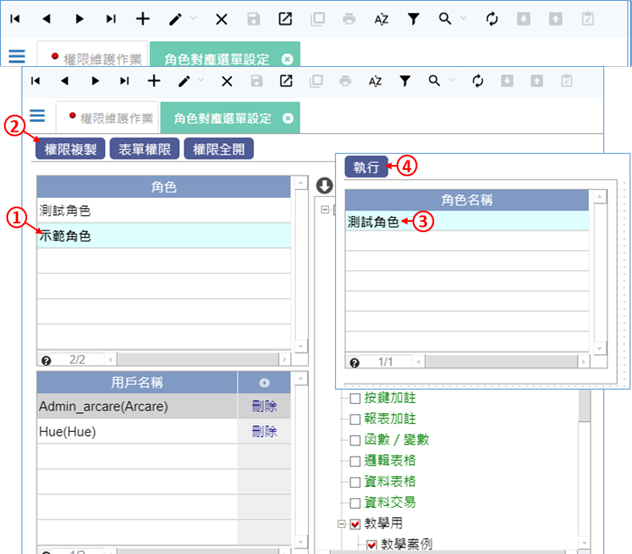 權限維護作業 角色對應選單設定
權限維護作業 角色對應選單設定
② 權限複製 表單權限 權限全開
執行 ④
角色
角色名稱
測試角色
① 示範角色
測試角色 ③
2/2
1/1
用戶名稱
Admin_arcare(Arcare) 刪除
Hue(Hue) 刪除
按鍵加註
報表加註
函數 / 變數
邏輯表格
資料表格
資料交易
教學用
教學案例